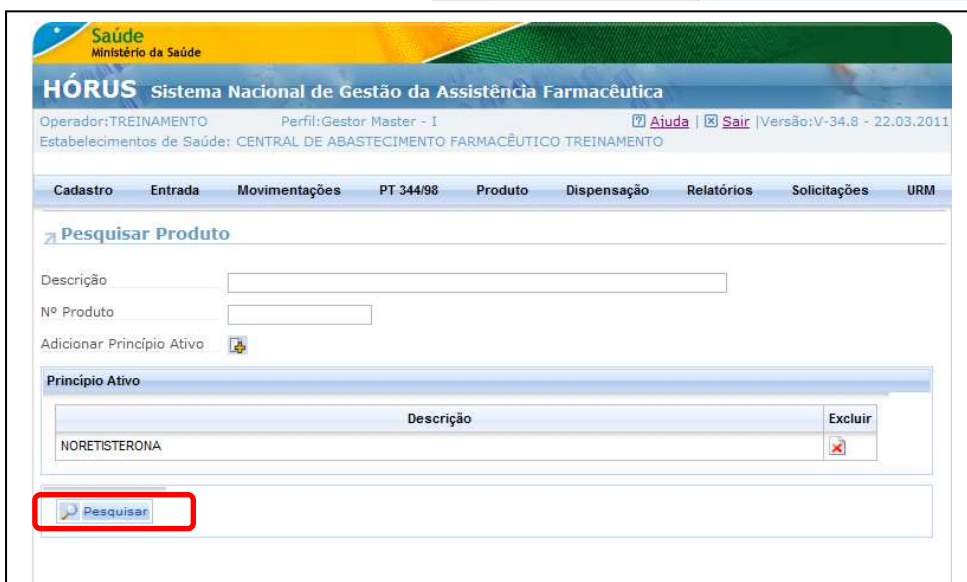 Saúde
Ministério da Saúde
HÓRUS Sistema Nacional de Gestão da Assistência Farmacêutica
Operador:TREINAMENTO Perfil:Gestor Master - I Ajuda | Sair |Versão:V-34.8 - 22.03.2011
Estabelecimentos de Saúde: CENTRAL DE ABASTECIMENTO FARMACÊUTICO TREINAMENTO
Cadastro Entrada Movimentações PT 344/98 Produto Dispensação Relatórios Solicitações URM
Pesquisar Produto
Descrição
Nº Produto
Adicionar Princípio Ativo
Princípio Ativo
Descrição Excluir
NORETISTERONA
Pesquisar